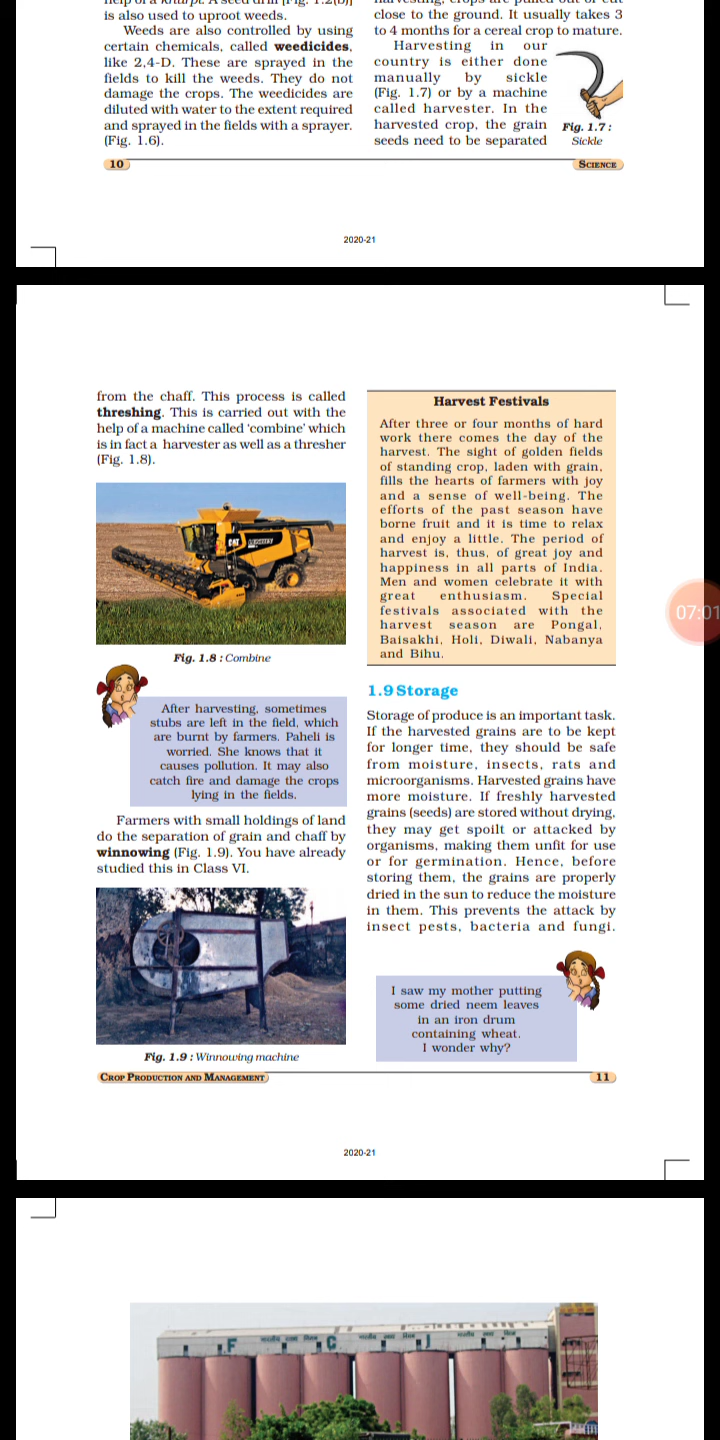 is also used to uproot weeds.
Weeds are also controlled by using
certain chemicals, called weedicides,
like 2,4-D. These are sprayed in the
fields to kill the weeds. They do not
damage the crops. The weedicides are
diluted with water to the extent required
and sprayed in the fields with a sprayer.
(Fig. 1.6).
close to the ground. It usually takes 3
to 4 months for a cereal crop to mature.
Harvesting in our
country is either done
manually by sickle
(Fig. 1.7) or by a machine
called harvester. In the
harvested crop, the grain
seeds need to be separated
Fig. 1.7 :
Sickle
10
SCIENCE
2020-21
from the chaff. This process is called
threshing. This is carried out with the
help of a machine called ‘combine’ which
is in fact a harvester as well as a thresher
(Fig. 1.8).
CAT
Fig. 1.8 : Combine
After harvesting, sometimes
stubs are left in the field, which
are burnt by farmers. Paheli is
worried. She knows that it
causes pollution. It may also
catch fire and damage the crops
lying in the fields.
Farmers with small holdings of land
do the separation of grain and chaff by
winnowing (Fig. 1.9). You have already
studied this in Class VI.
Fig. 1.9 : Winnowing machine
Harvest Festivals
After three or four months of hard
work there comes the day of the
harvest. The sight of golden fields
of standing crop, laden with grain,
fills the hearts of farmers with joy
and a sense of well-being. The
efforts of the past season have
borne fruit and it is time to relax
and enjoy a little. The period of
harvest is, thus, of great joy and
happiness in all parts of India.
Men and women celebrate it with
great enthusiasm. Special
festivals associated with the
harvest season are Pongal,
Baisakhi, Holi, Diwali, Nabanya
and Bihu.
07:01
1.9 Storage
Storage of produce is an important task.
If the harvested grains are to be kept
for longer time, they should be safe
from moisture, insects, rats and
microorganisms. Harvested grains have
more moisture. If freshly harvested
grains (seeds) are stored without drying,
they may get spoilt or attacked by
organisms, making them unfit for use
or for germination. Hence, before
storing them, the grains are properly
dried in the sun to reduce the moisture
in them. This prevents the attack by
insect pests, bacteria and fungi.
I saw my mother putting
some dried neem leaves
in an iron drum
containing wheat.
I wonder why?
CROP PRODUCTION AND MANAGEMENT
11
2020-21
F C I